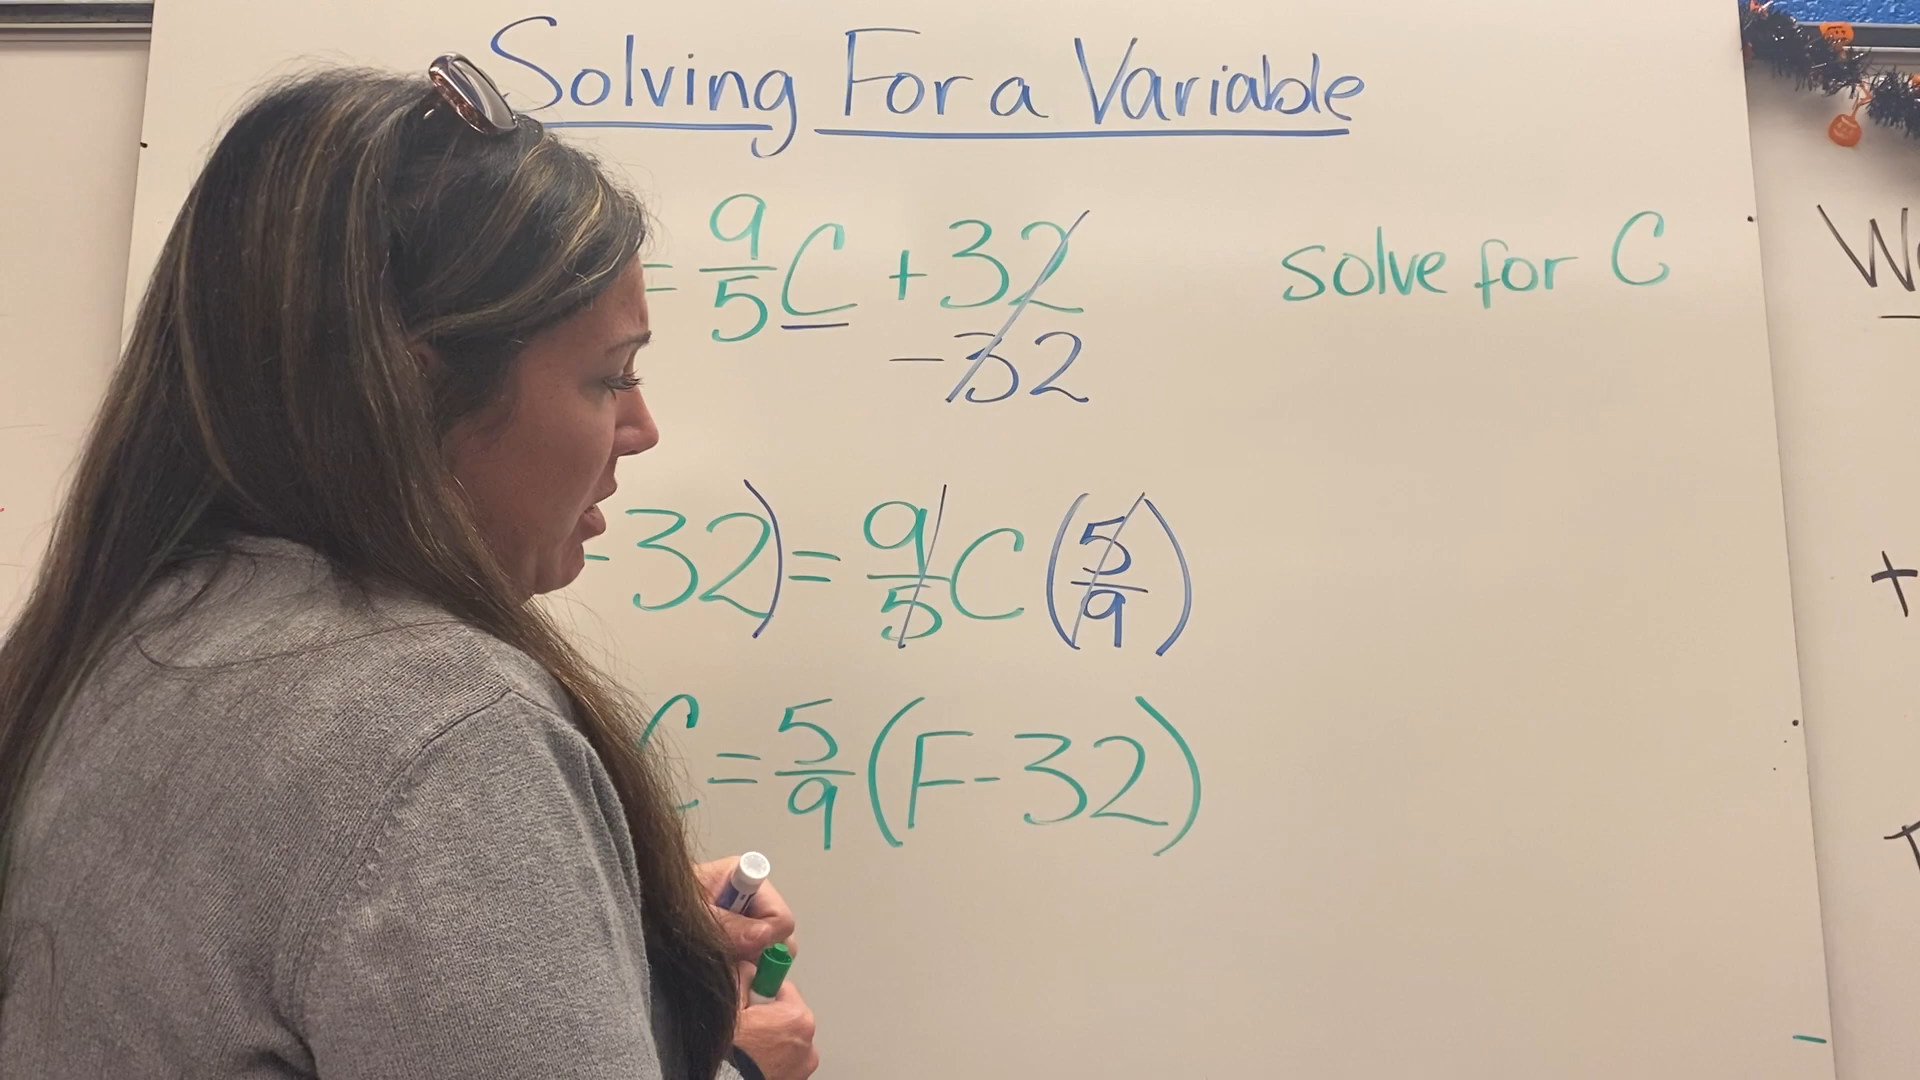 Solving For a Variable
= 9/5 C + 32 solve for C
- 32
- 32) = 9/5 C (5/9)
C = 5/9 (F - 32)
W
+